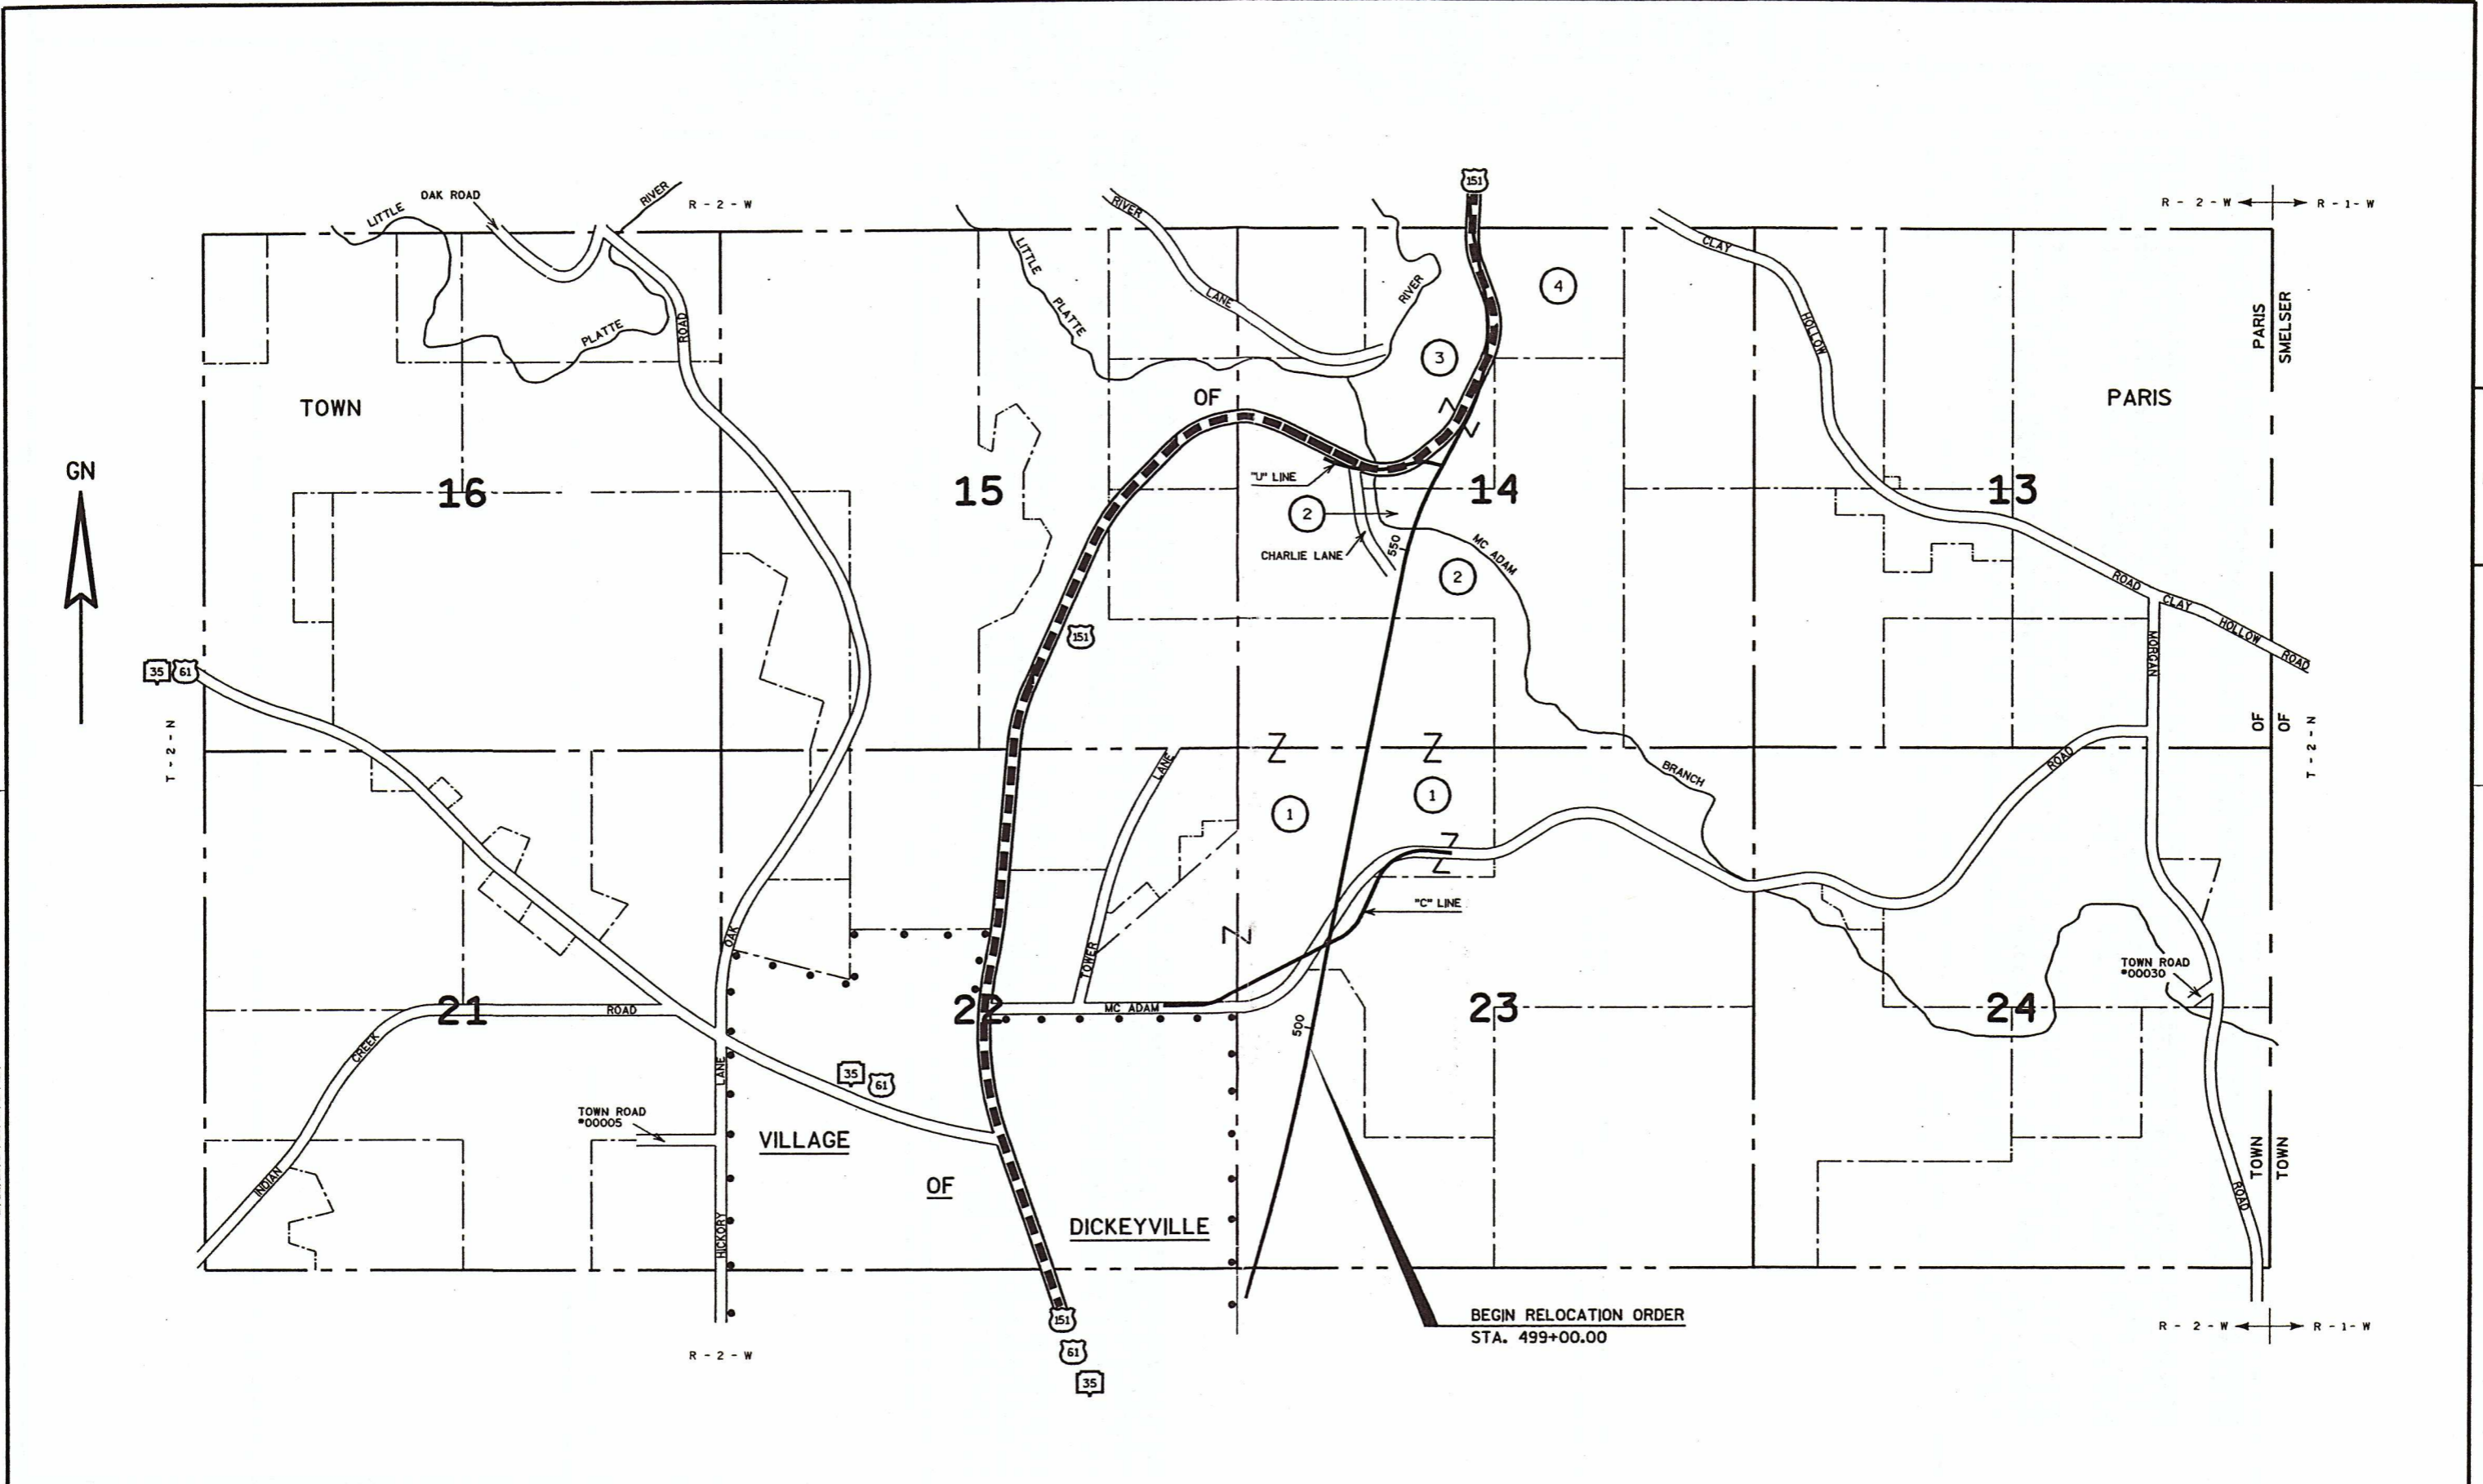 151
OAK ROAD
RIVER
R - 2 - W
R - 2 - W
R - 1 - W
LITTLE
RIVER
CLAY
LITTLE
PLATTE
RIVER
LANE
4
PARIS
SMELSER
PLATTE
ROAD
HOLLOW
3
TOWN
OF
PARIS
GN
"U" LINE
16
15
14
13
2
CHARLIE LANE
550
MC ADAM
2
ROAD
CLAY
HOLLOW
ROAD
151
MORGAN
35
61
T - 2 - N
OF
OF
T - 2 - N
LANE
ROAD
BRANCH
1
1
"C" LINE
OAK
TOWER
TOWN ROAD
*00030
21
ROAD
22
MC ADAM
23
24
500
CREEK
LANE
35
61
TOWN ROAD
*00005
VILLAGE
TOWN
TOWN
INDIAN
OF
ROAD
HICKORY
DICKEYVILLE
BEGIN RELOCATION ORDER
STA. 499+00.00
151
R - 2 - W
R - 1 - W
61
R - 2 - W
35